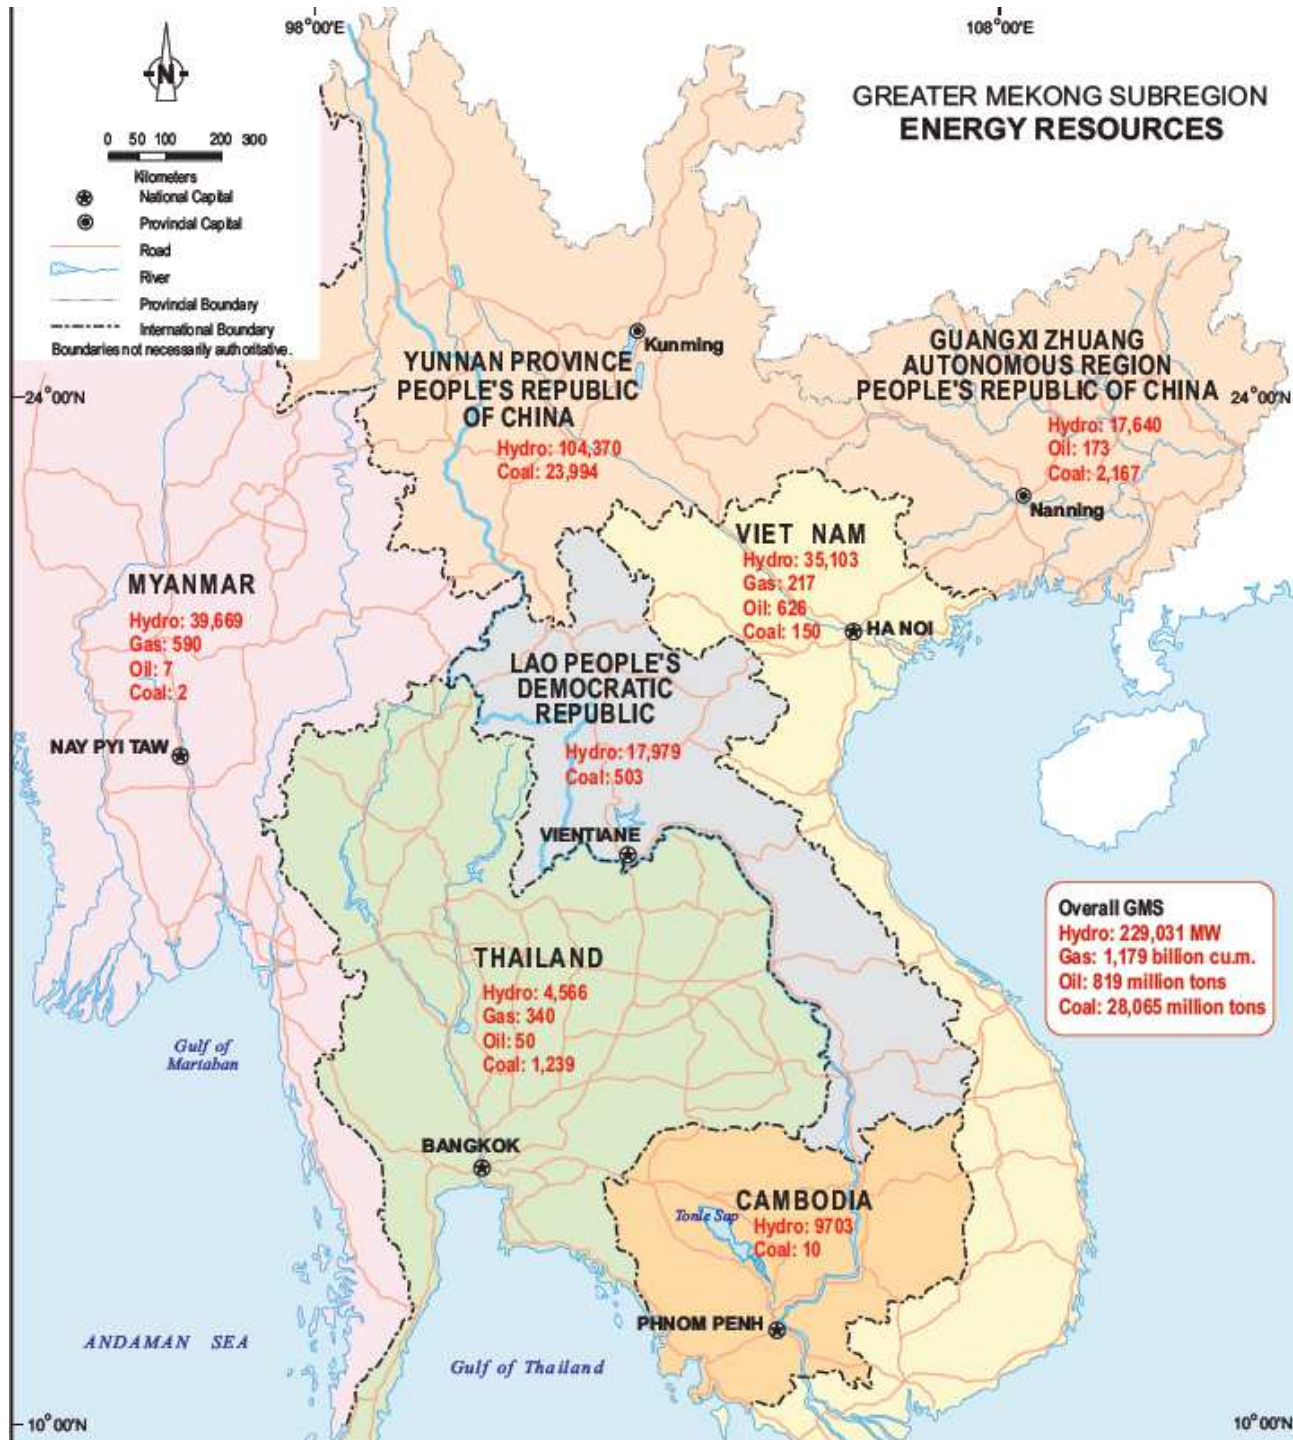 98°00'E
108°00'E
N
GREATER MEKONG SUBREGION
ENERGY RESOURCES
0 50 100 200 300
Kilometers
National Capital
Provincial Capital
Road
River
Provincial Boundary
International Boundary
Boundaries not necessarily authoritative.
Kunming
YUNNAN PROVINCE
PEOPLE'S REPUBLIC
OF CHINA
Hydro: 104,370
Coal: 23,994
GUANGXI ZHUANG
AUTONOMOUS REGION
PEOPLE'S REPUBLIC OF CHINA
Hydro: 17,640
Oil: 173
Coal: 2,167
Nanning
24°00'N
24°00'N
VIET NAM
Hydro: 35,103
Gas: 217
Oil: 626
Coal: 150
HA NOI
MYANMAR
Hydro: 39,669
Gas: 590
Oil: 7
Coal: 2
NAY PYI TAW
LAO PEOPLE'S
DEMOCRATIC
REPUBLIC
Hydro: 17,979
Coal: 503
VIENTIANE
Overall GMS
Hydro: 229,031 MW
Gas: 1,179 billion cu.m.
Oil: 819 million tons
Coal: 28,065 million tons
THAILAND
Hydro: 4,566
Gas: 340
Oil: 50
Coal: 1,239
Gulf of
Martaban
BANGKOK
CAMBODIA
Tonle Sap
Hydro: 9703
Coal: 10
PHNOM PENH
ANDAMAN SEA
Gulf of Thailand
10°00'N
10°00'N